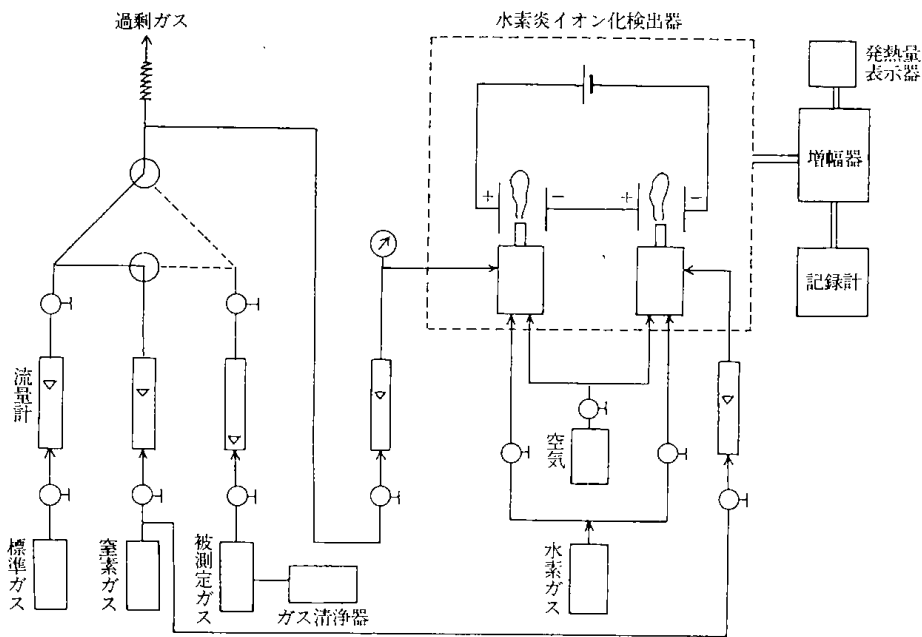 過剰ガス
水素炎イオン化検出器
発熱量
表示器
増幅器
記録計
+
-
+
-
流量計
空気
標準ガス
窒素ガス
被測定ガス
ガス清浄器
水素ガス